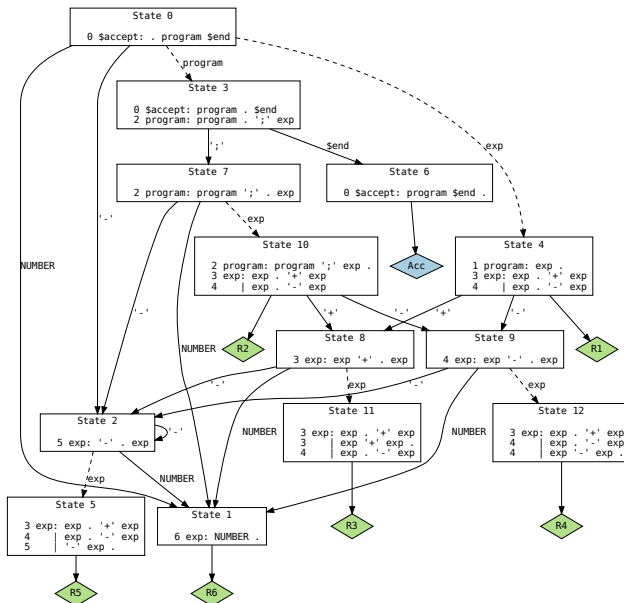 State 0
0 $accept: . program $end
program
State 3
0 $accept: program . $end
2 program: program . ';' exp
';'
$end
exp
State 7
2 program: program ';' . exp
State 6
0 $accept: program $end .
'-'
exp
NUMBER
State 10
2 program: program ';' exp .
3 exp: exp . '+' exp
4 | exp . '-' exp
Acc
State 4
1 program: exp .
3 exp: exp . '+' exp
4 | exp . '-' exp
'-'
'+'
'-'
'+'
'-'
NUMBER
R2
State 8
3 exp: exp '+' . exp
State 9
4 exp: exp '-' . exp
R1
'-'
exp
'-'
exp
State 2
5 exp: '-' . exp
'-'
State 11
3 exp: exp . '+' exp
3 | exp '+' exp .
4 | exp . '-' exp
State 12
3 exp: exp . '+' exp
4 | exp . '-' exp
4 | exp '-' exp .
NUMBER
NUMBER
exp
NUMBER
State 5
3 exp: exp . '+' exp
4 | exp . '-' exp
5 | '-' exp .
State 1
6 exp: NUMBER .
R3
R4
R5
R6